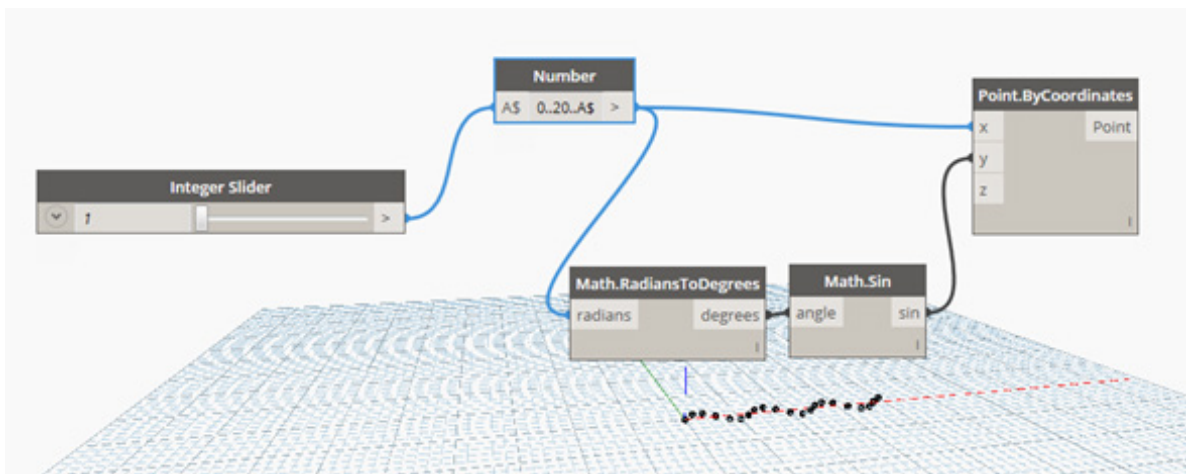 Number
A$ 0..20..A$ >
Point.ByCoordinates
x Point
y
z
Integer Slider
1 >
Math.RadiansToDegrees
radians degrees
Math.Sin
angle sin